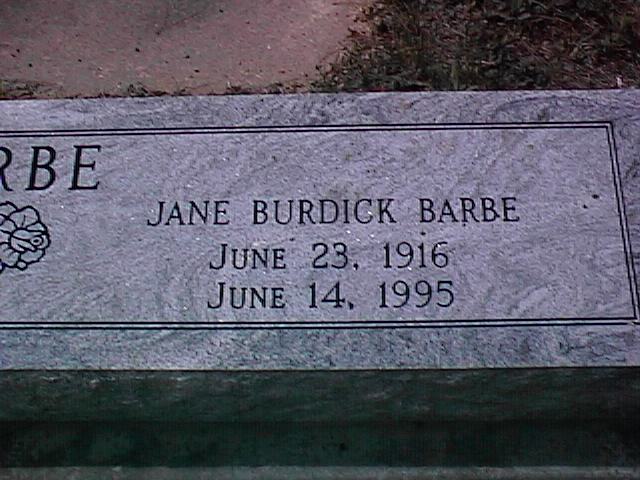 RBE
JANE BURDICK BARBE
JUNE 23, 1916
JUNE 14, 1995